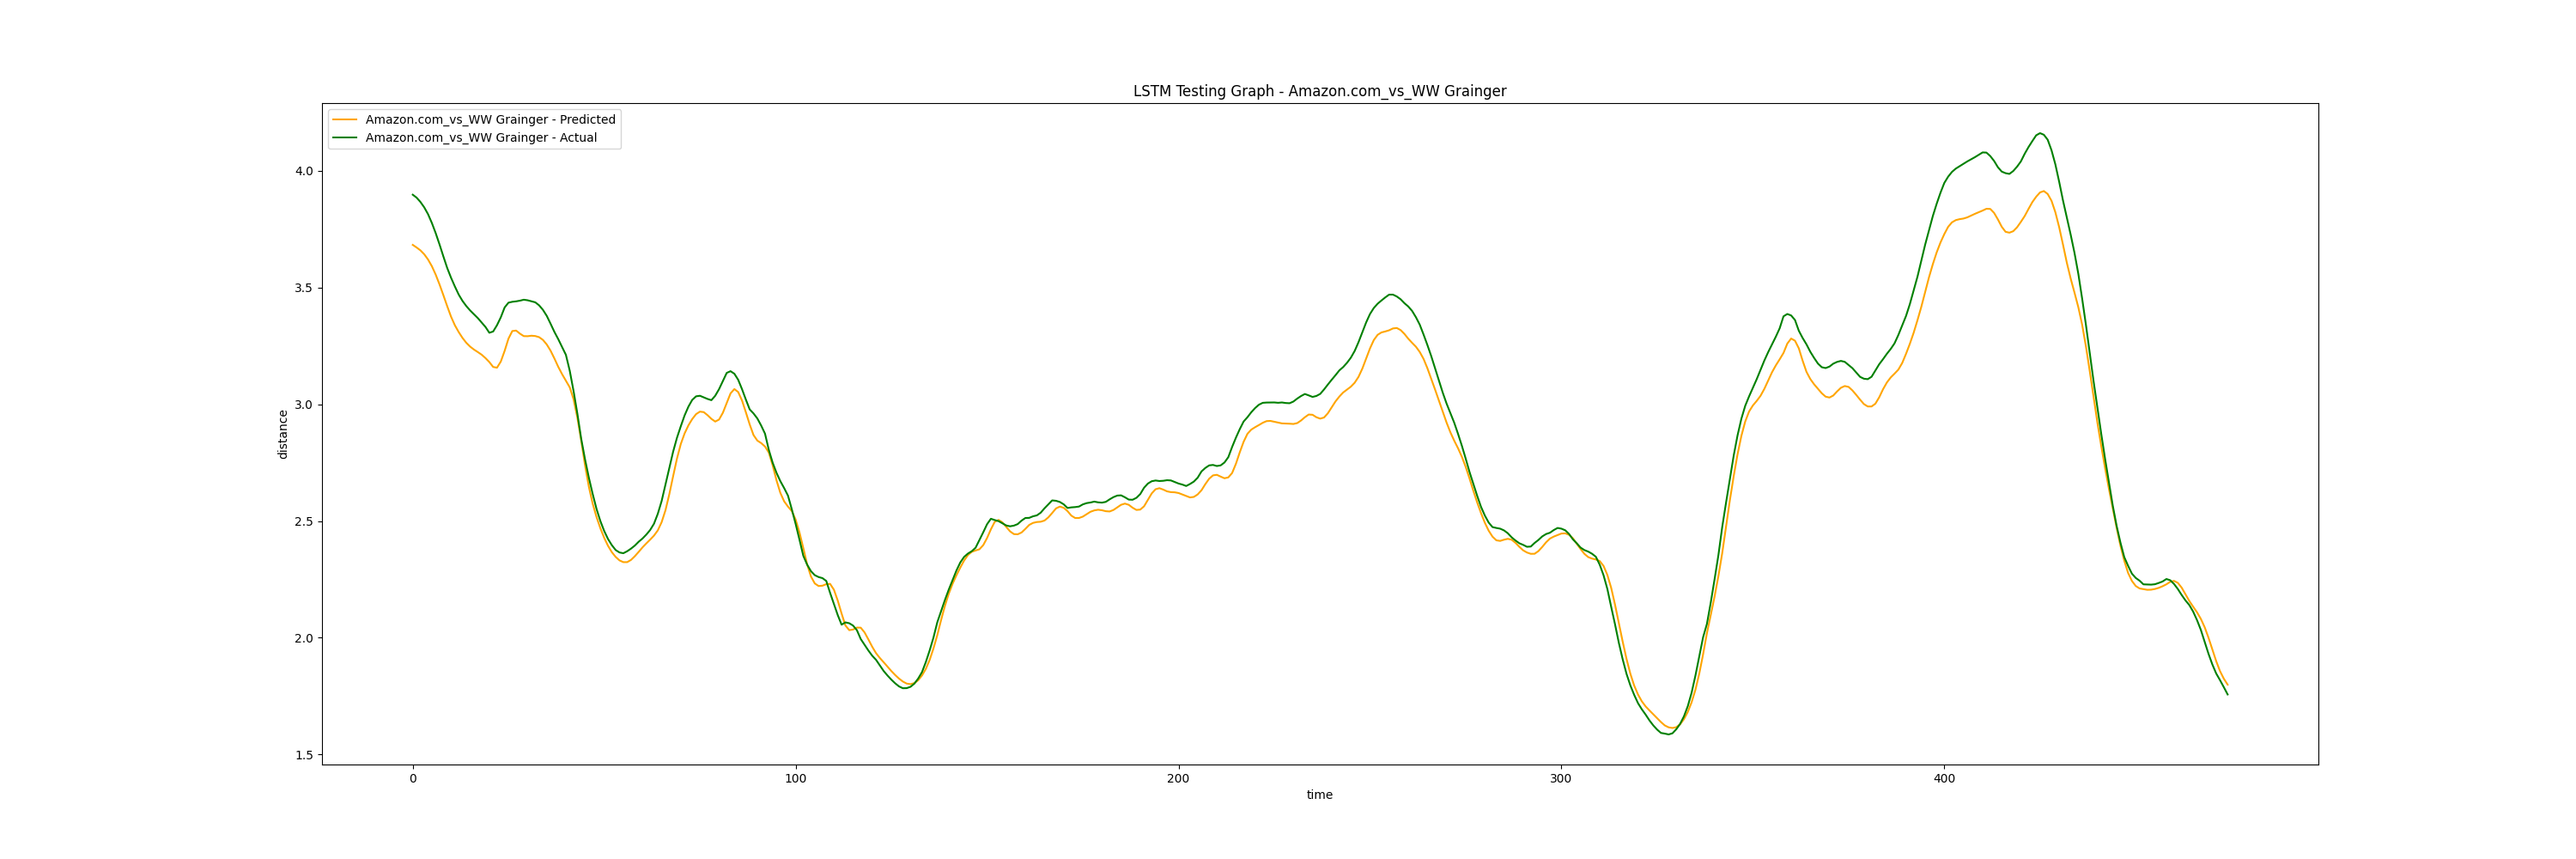 LSTM Testing Graph - Amazon.com_vs_WW Grainger
Amazon.com_vs_WW Grainger - Predicted
Amazon.com_vs_WW Grainger - Actual
4.0
3.5
3.0
2.5
2.0
1.5
distance
0 100 200 300 400
time